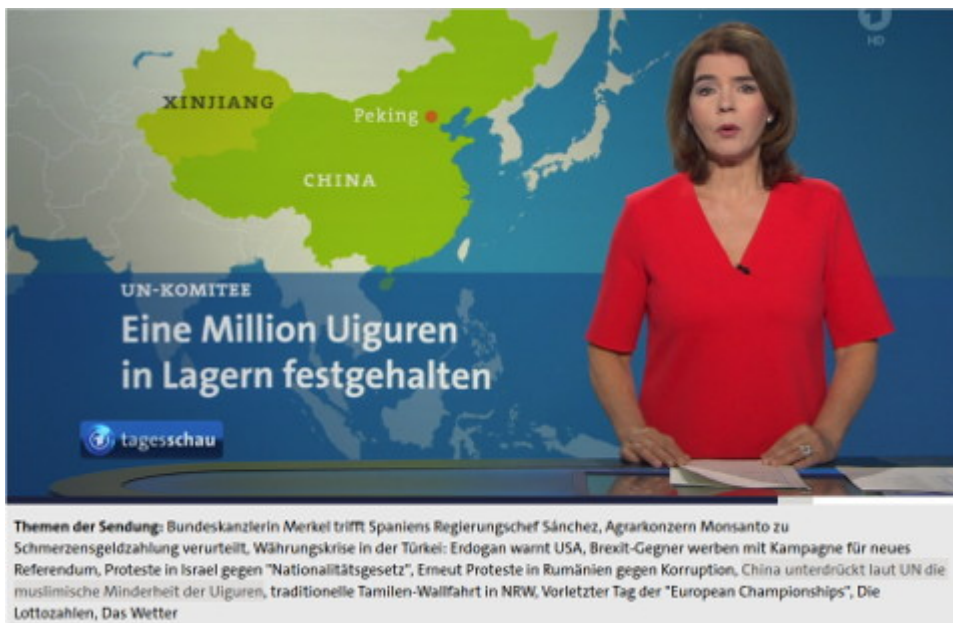 HD
XINJIANG
Peking
CHINA
UN-KOMITEE
Eine Million Uiguren
in Lagern festgehalten
tagesschau
Themen der Sendung: Bundeskanzlerin Merkel trifft Spaniens Regierungschef Sánchez, Agrarkonzern Monsanto zu
Schmerzensgeldzahlung verurteilt, Währungskrise in der Türkei: Erdogan warnt USA, Brexit-Gegner werben mit Kampagne für neues
Referendum, Proteste in Israel gegen "Nationalitätsgesetz", Erneut Proteste in Rumänien gegen Korruption, China unterdrückt laut UN die
muslimische Minderheit der Uiguren, traditionelle Tamilen-Wallfahrt in NRW, Vorletzter Tag der "European Championships", Die
Lottozahlen, Das Wetter